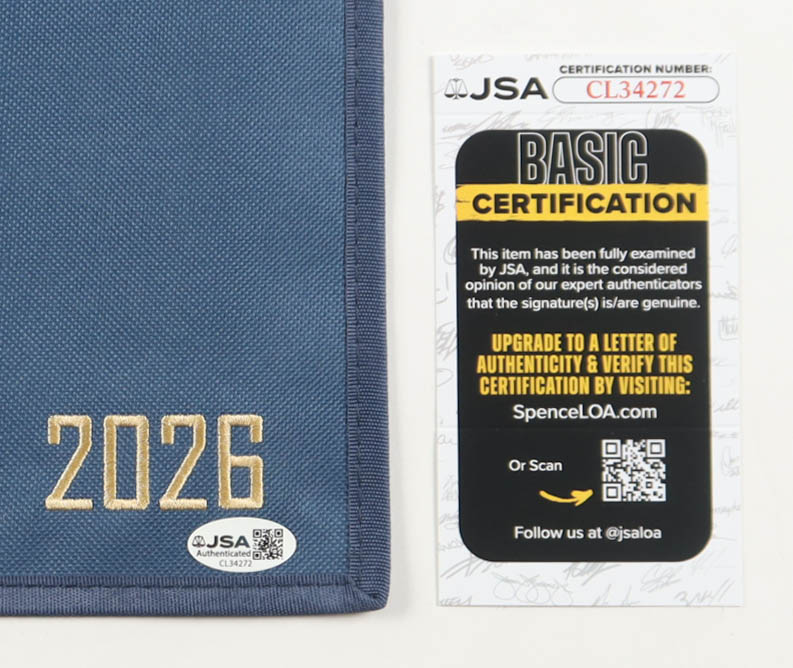 2026
JSA
Authenticated
CL34272
JSA
CERTIFICATION NUMBER:
CL34272
BASIC
CERTIFICATION
This item has been fully examined
by JSA, and it is the considered
opinion of our expert authenticators
that the signature(s) is/are genuine.
UPGRADE TO A LETTER OF
AUTHENTICITY & VERIFY THIS
CERTIFICATION BY VISITING:
SpenceLOA.com
Or Scan
Follow us at @jsaloa